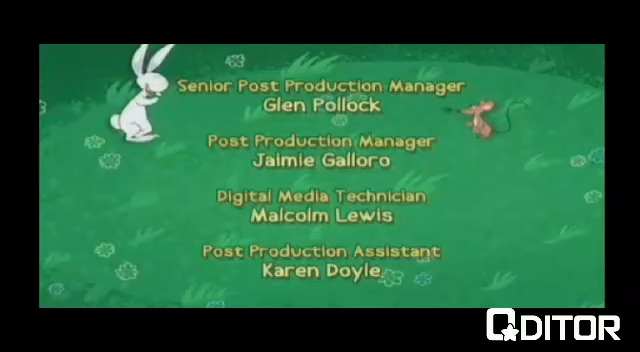 Senior Post Production Manager
Glen Pollock
Post Production Manager
Jaimie Galloro
Digital Media Technician
Malcolm Lewis
Post Production Assistant
Karen Doyle
QDITOR